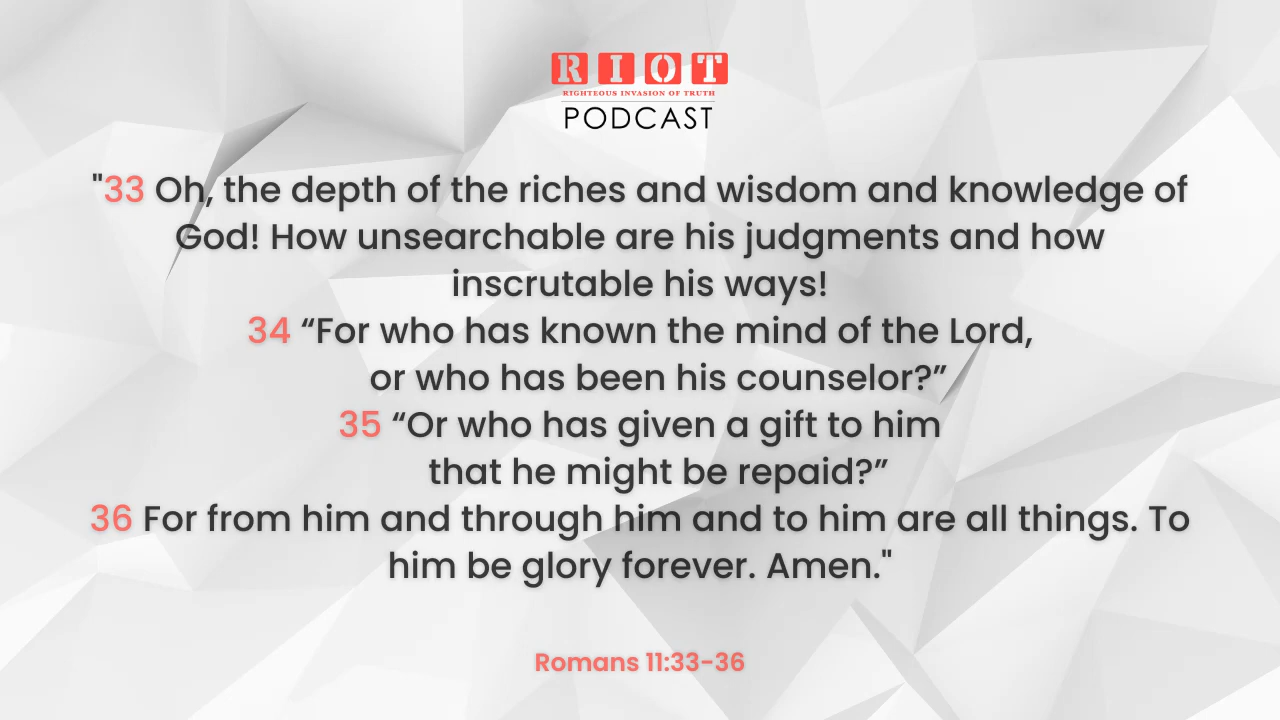 RIOT
RIGHTEOUS INVASION OF TRUTH
PODCAST
"33 Oh, the depth of the riches and wisdom and knowledge of
God! How unsearchable are his judgments and how
inscrutable his ways!
34 “For who has known the mind of the Lord,
or who has been his counselor?”
35 “Or who has given a gift to him
that he might be repaid?”
36 For from him and through him and to him are all things. To
him be glory forever. Amen."
Romans 11:33-36